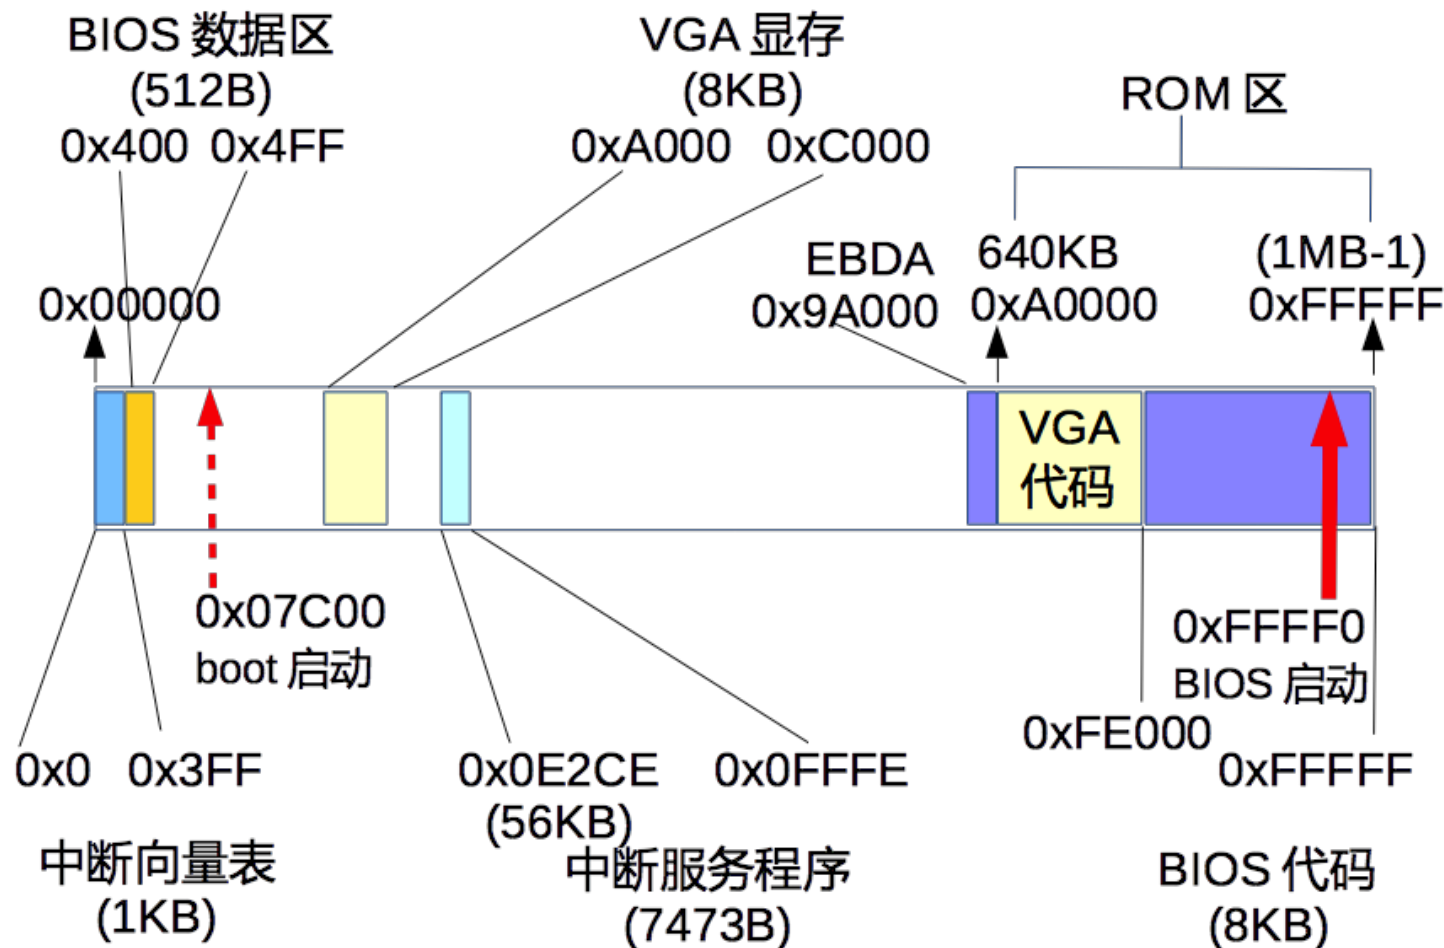 BIOS 数据区
(512B)
0x400 0x4FF
VGA 显存
(8KB)
0xA000 0xC000
ROM 区
0x00000
EBDA
0x9A000
640KB
0xA0000
(1MB-1)
0xFFFFF
VGA
代码
0x07C00
boot 启动
0xFFFF0
BIOS 启动
0xFE000
0xFFFFF
0x0 0x3FF
0x0E2CE
(56KB)
0x0FFFE
中断向量表
(1KB)
中断服务程序
(7473B)
BIOS 代码
(8KB)